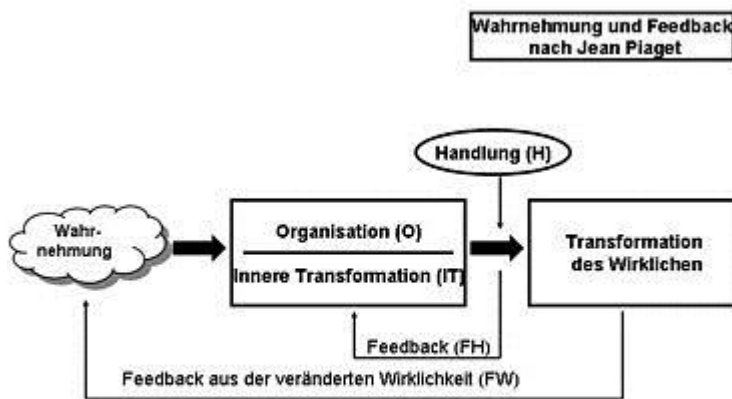 Wahrnehmung und Feedback
nach Jean Piaget
Handlung (H)
Wahr-
nehmung
Organisation (O)
Innere Transformation (IT)
Transformation
des Wirklichen
Feedback (FH)
Feedback aus der veränderten Wirklichkeit (FW)